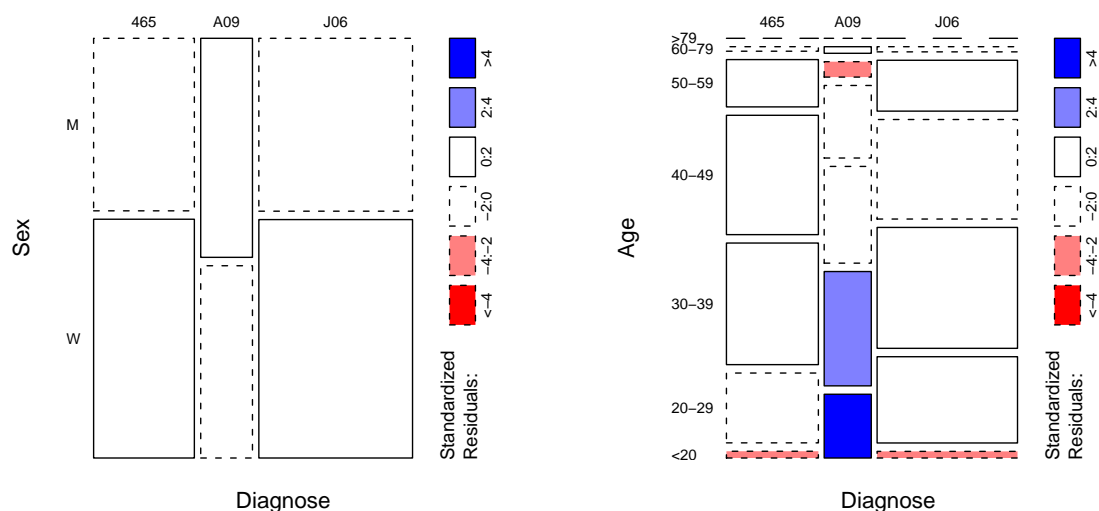 465 A09 J06
M
W
Sex
Diagnose
Standardized
Residuals:
<−4
−4:−2
−2:0
0:2
2:4
>4
465 A09 J06
>79
60−79
50−59
40−49
30−39
20−29
<20
Age
Diagnose
Standardized
Residuals:
<−4
−4:−2
−2:0
0:2
2:4
>4